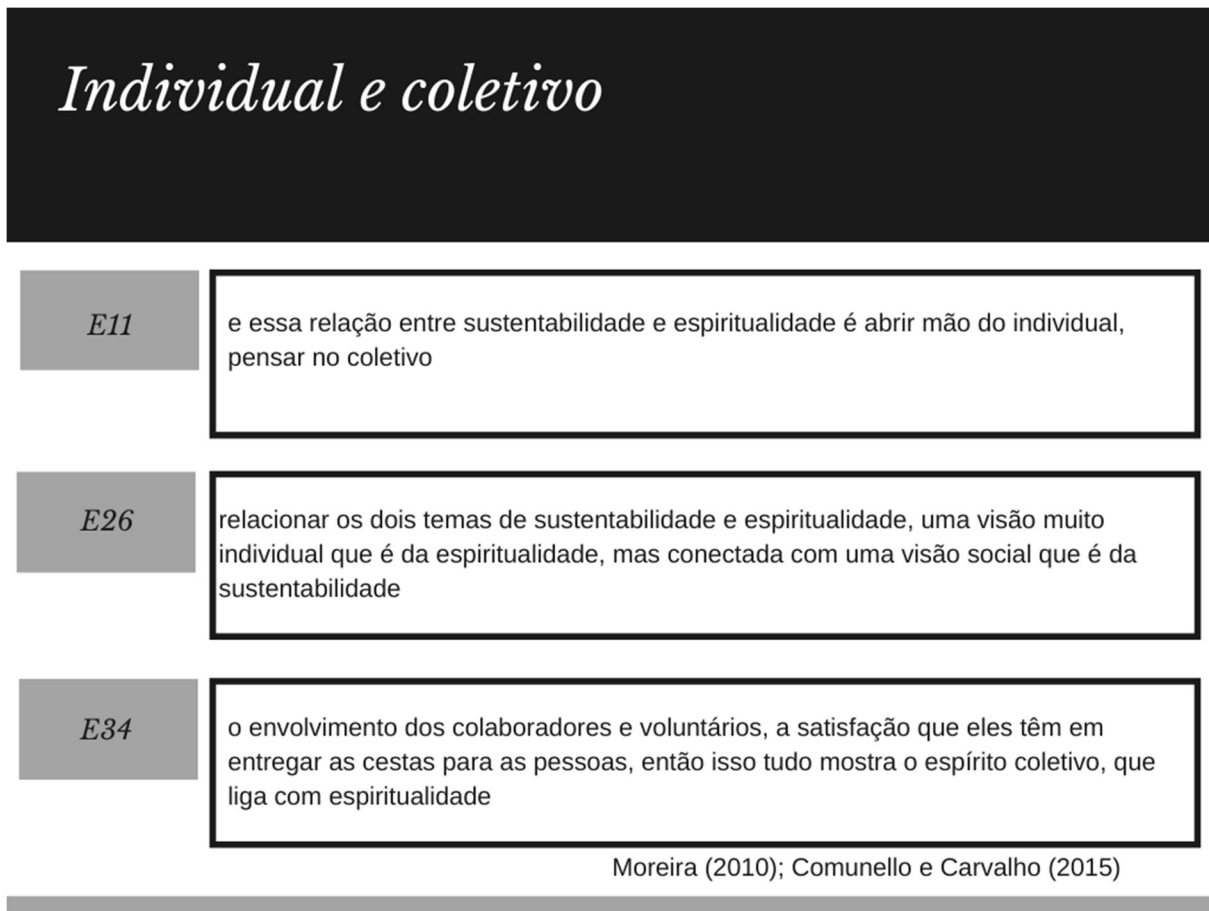 Individual e coletivo
E11
e essa relação entre sustentabilidade e espiritualidade é abrir mão do individual,
pensar no coletivo
E26
relacionar os dois temas de sustentabilidade e espiritualidade, uma visão muito
individual que é da espiritualidade, mas conectada com uma visão social que é da
sustentabilidade
E34
o envolvimento dos colaboradores e voluntários, a satisfação que eles têm em
entregar as cestas para as pessoas, então isso tudo mostra o espírito coletivo, que
liga com espiritualidade
Moreira (2010); Comunello e Carvalho (2015)